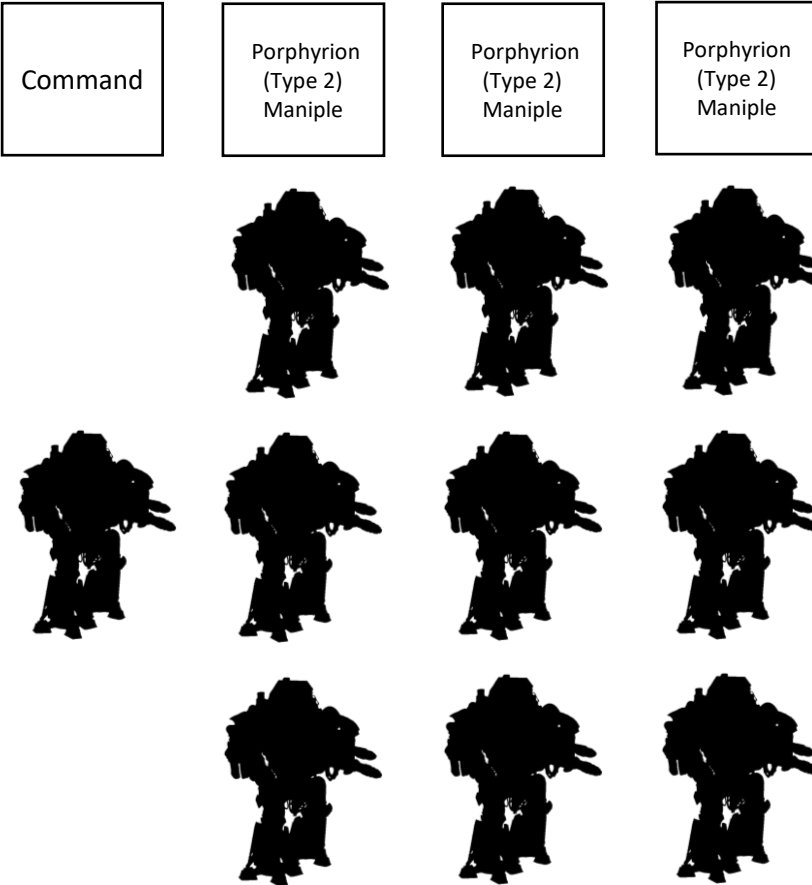 Command
Porphyrion
(Type 2)
Maniple
Porphyrion
(Type 2)
Maniple
Porphyrion
(Type 2)
Maniple